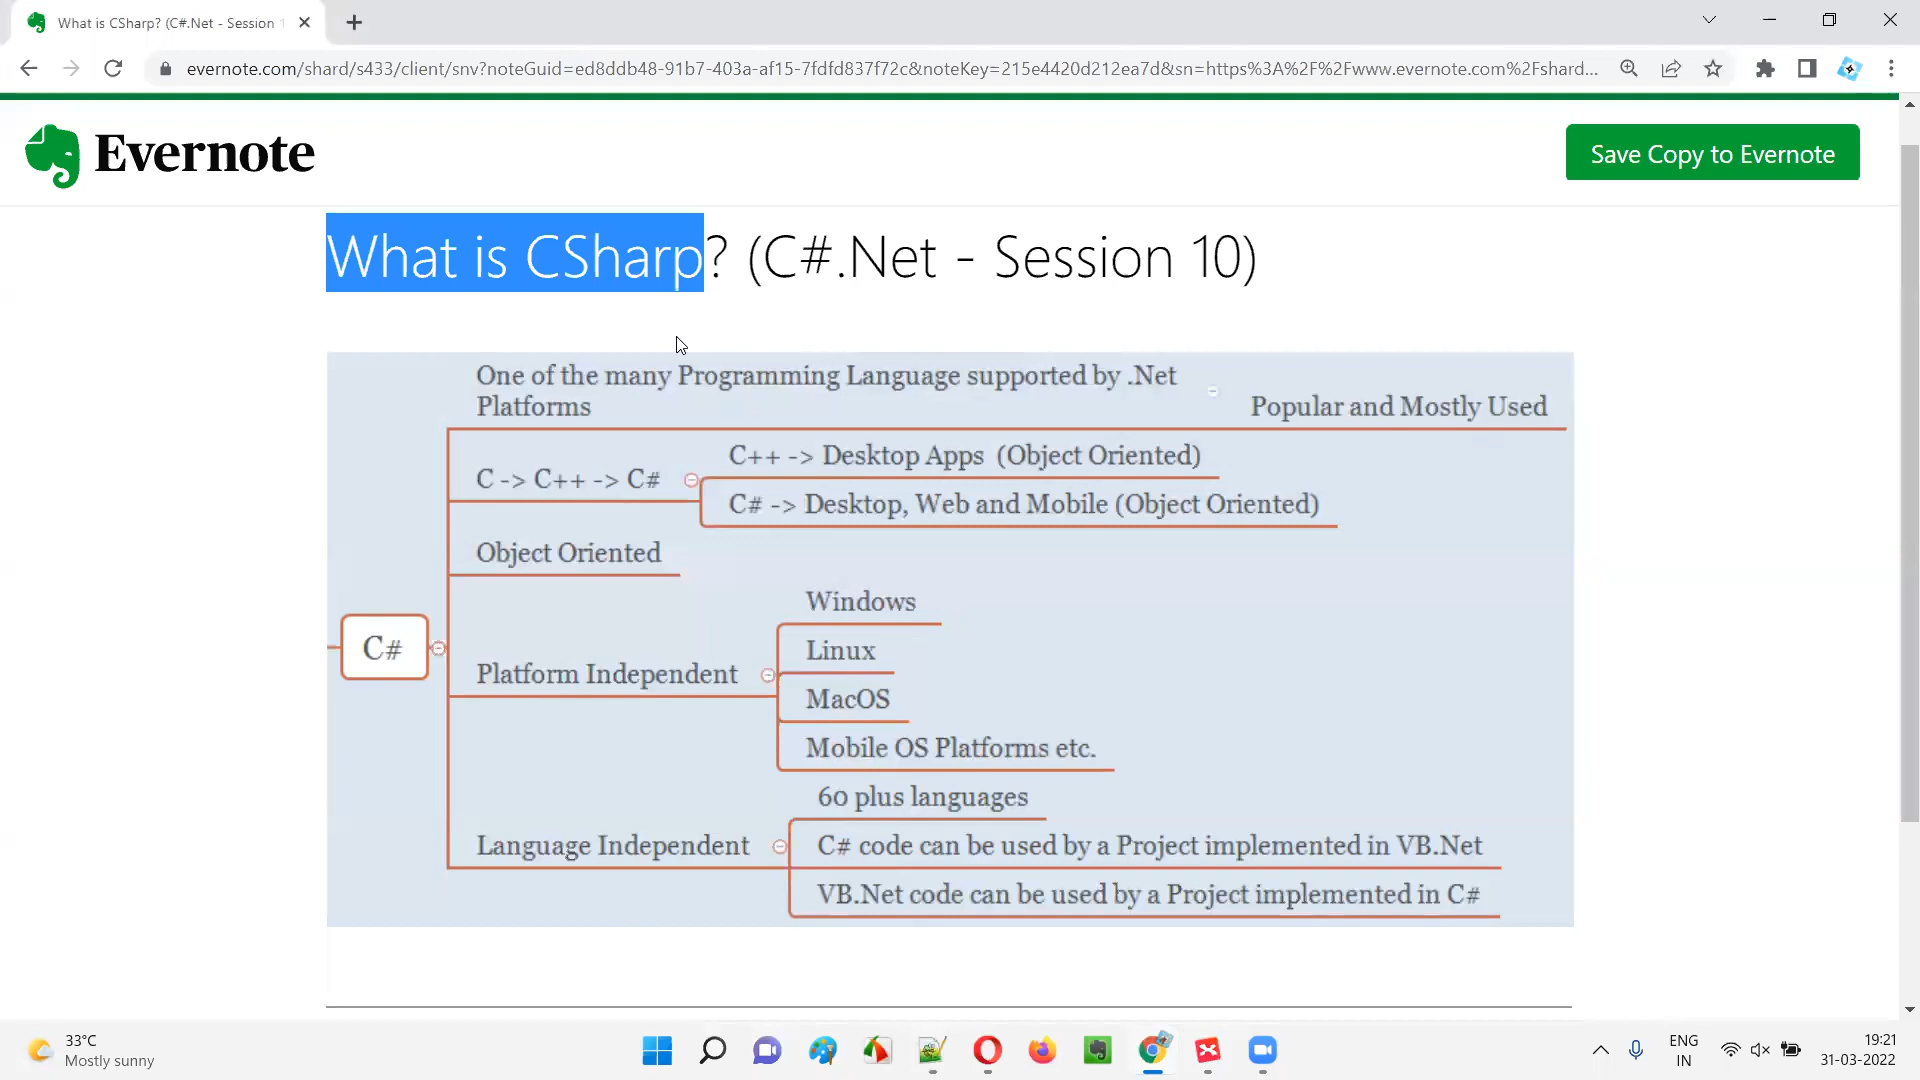 What is CSharp? (C#.Net - Session 1
evernote.com/shard/s433/client/snv?noteGuid=ed8ddb48-91b7-403a-af15-7fdfd837f72c&noteKey=215e4420d212ea7d&sn=https%3A%2F%2Fwww.evernote.com%2Fshard...
Evernote
Save Copy to Evernote
What is CSharp? (C#.Net - Session 10)
One of the many Programming Language supported by .Net
Platforms
Popular and Mostly Used
C++ -> Desktop Apps (Object Oriented)
C -> C++ -> C#
C# -> Desktop, Web and Mobile (Object Oriented)
Object Oriented
Windows
Linux
C#
Platform Independent
MacOS
Mobile OS Platforms etc.
60 plus languages
Language Independent
C# code can be used by a Project implemented in VB.Net
VB.Net code can be used by a Project implemented in C#
33°C
Mostly sunny
ENG
IN
19:21
31-03-2022